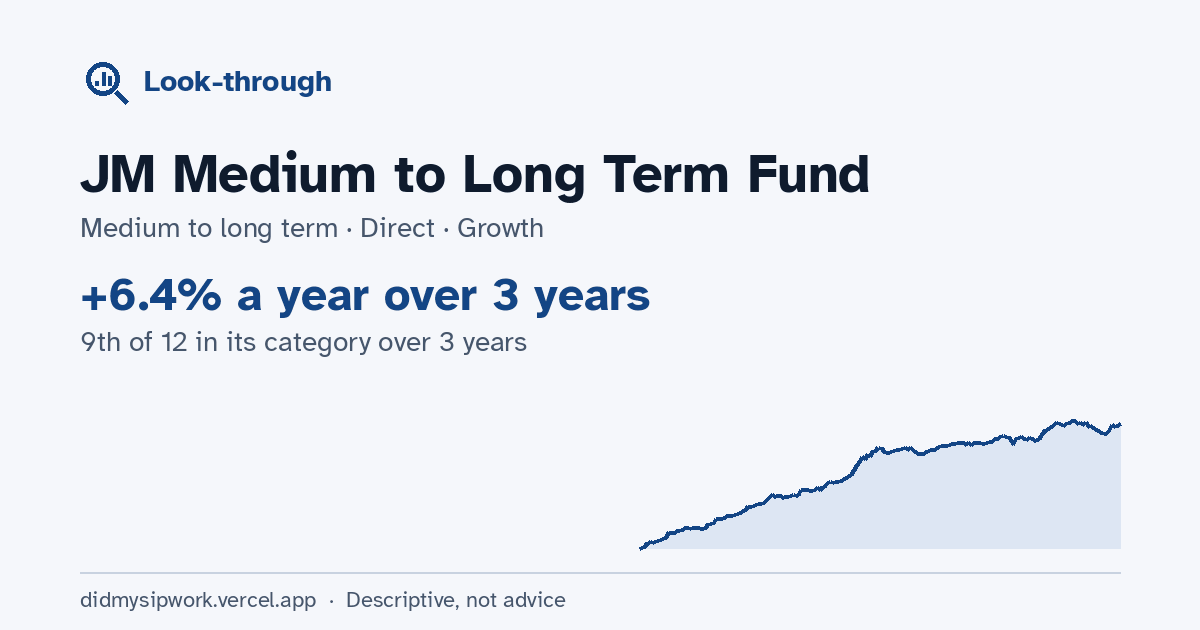 Look-through
JM Medium to Long Term Fund
Medium to long term · Direct · Growth
+6.4% a year over 3 years
9th of 12 in its category over 3 years
didmysipwork.vercel.app · Descriptive, not advice